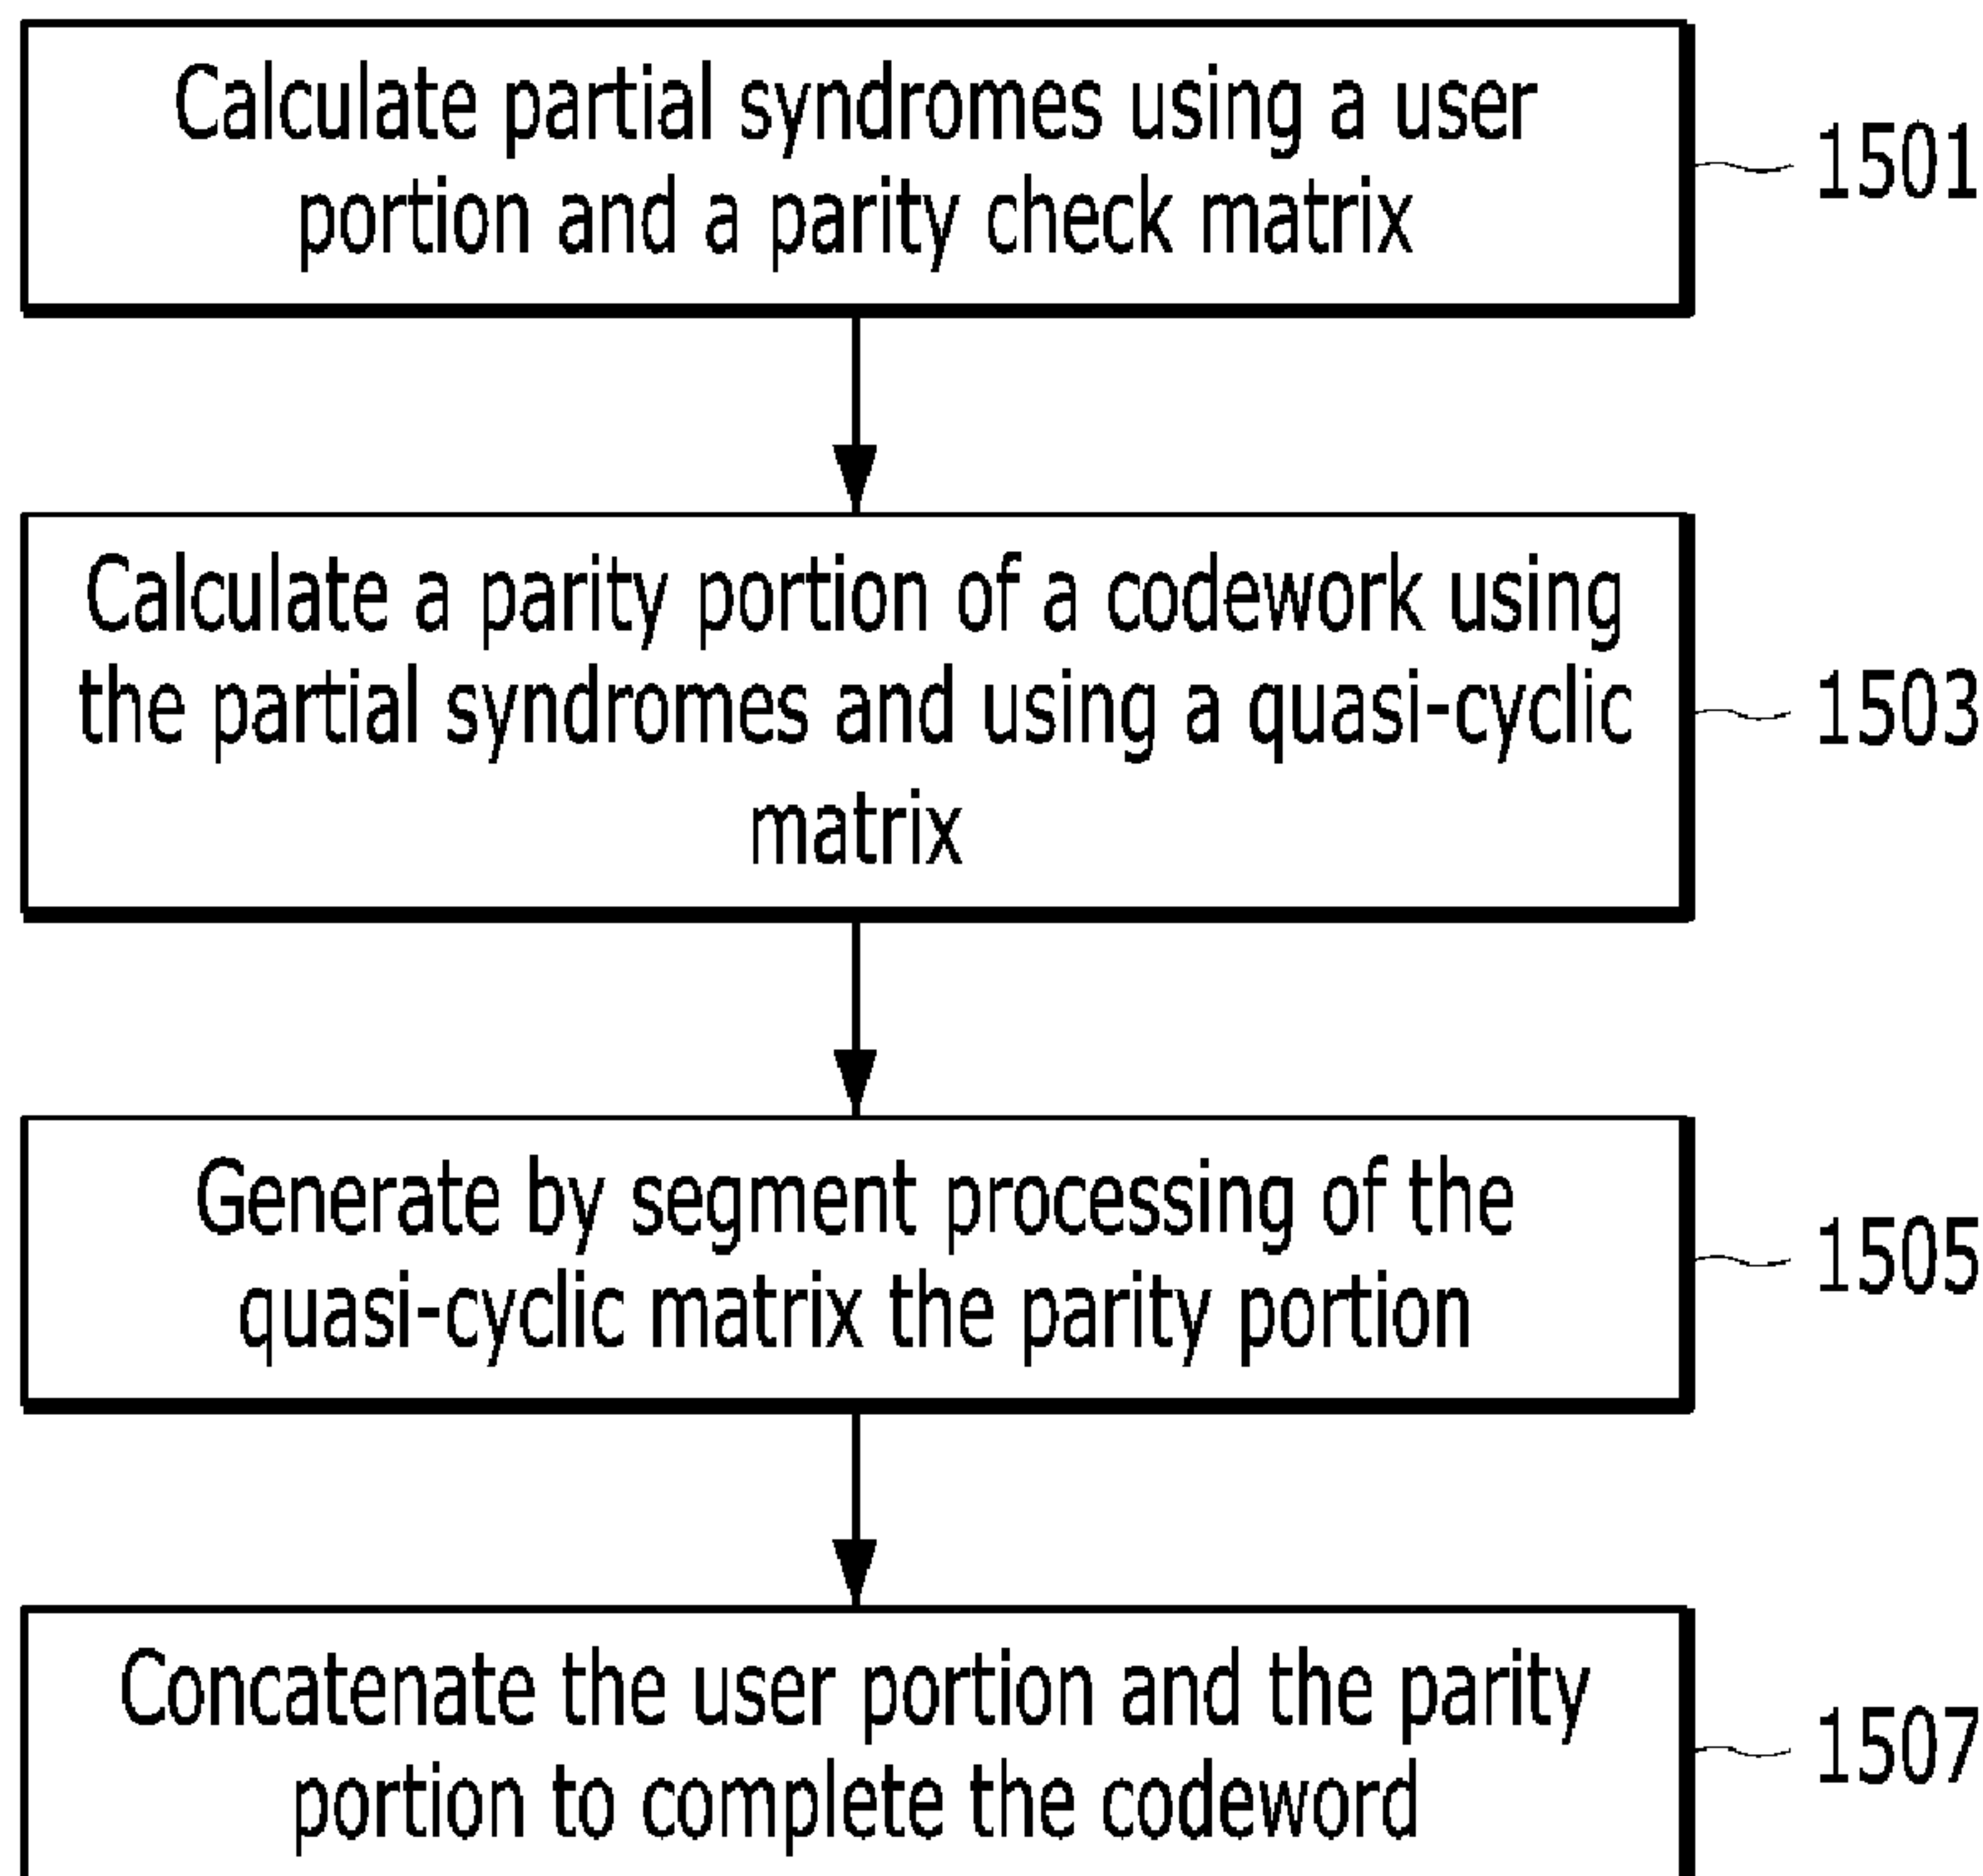 Calculate partial syndromes using a user
portion and a parity check matrix
1501
Calculate a parity portion of a codework using
the partial syndromes and using a quasi-cyclic
matrix
1503
Generate by segment processing of the
quasi-cyclic matrix the parity portion
1505
Concatenate the user portion and the parity
portion to complete the codeword
1507